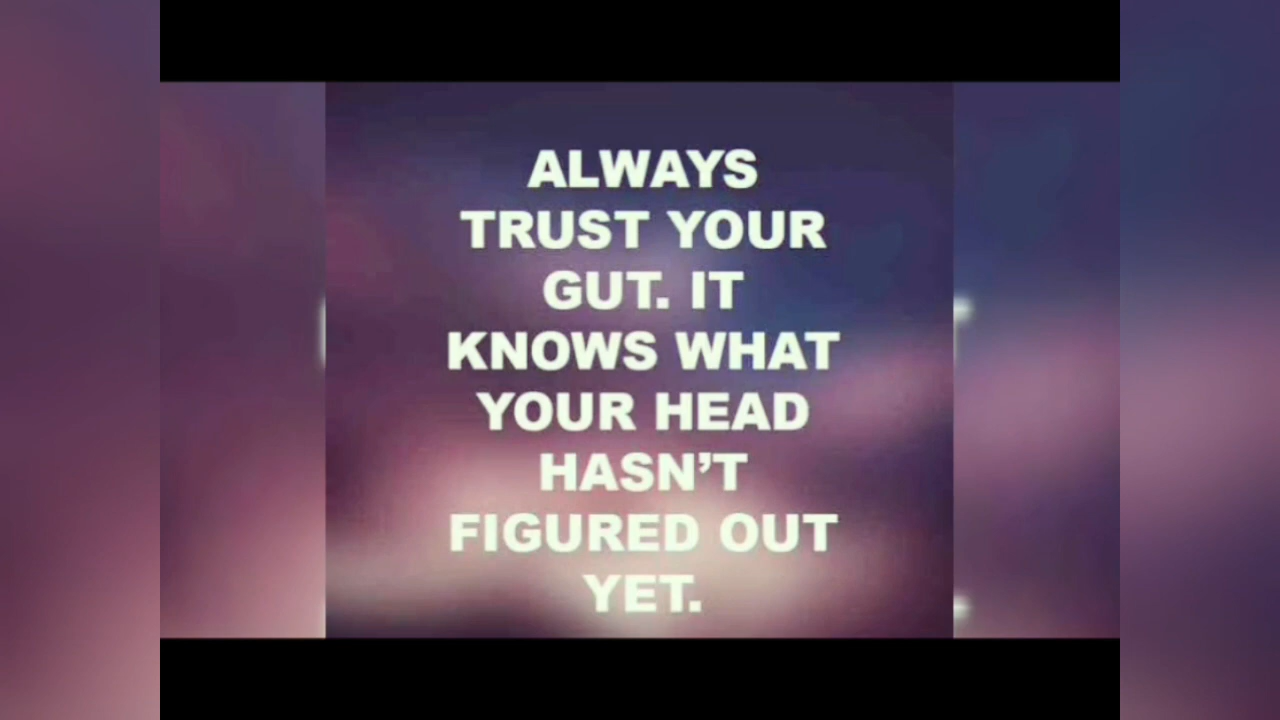 ALWAYS
TRUST YOUR
GUT. IT
KNOWS WHAT
YOUR HEAD
HASN’T
FIGURED OUT
YET.